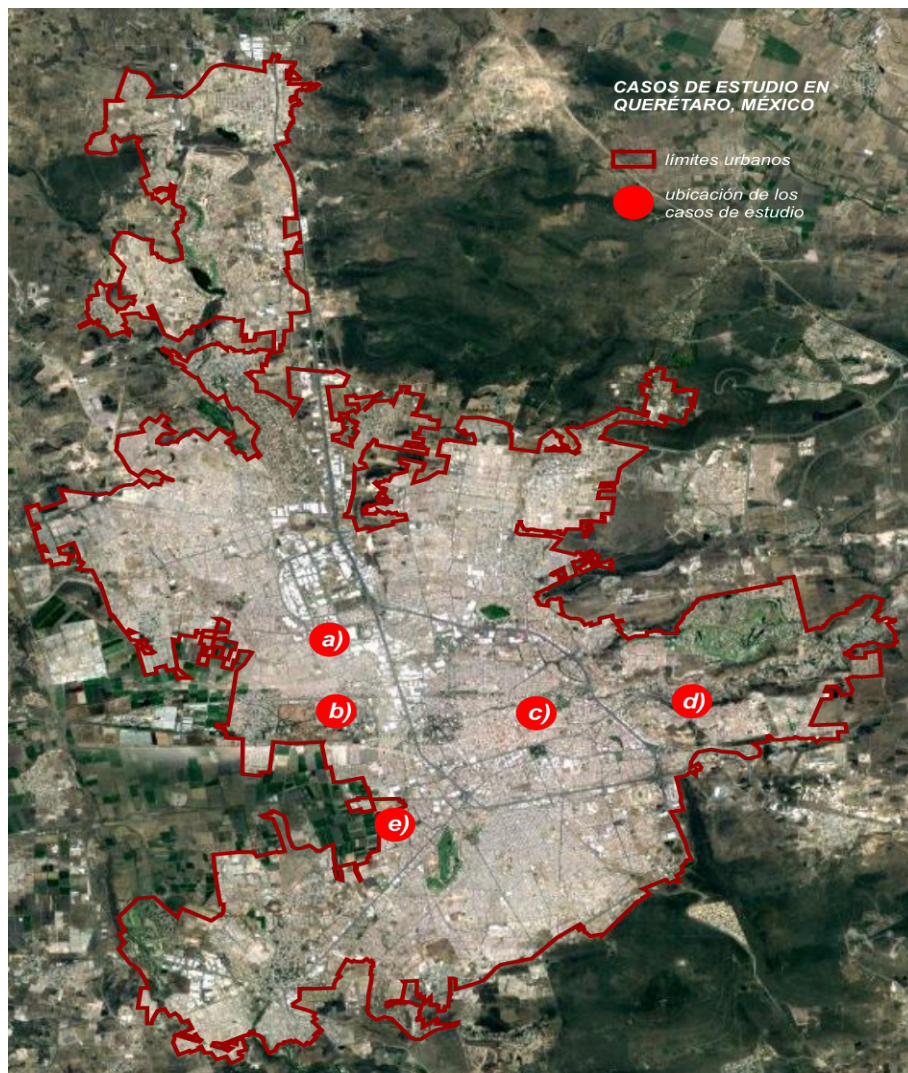 CASOS DE ESTUDIO EN
QUERÉTARO, MÉXICO
límites urbanos
ubicación de los
casos de estudio
a)
b)
c)
d)
e)